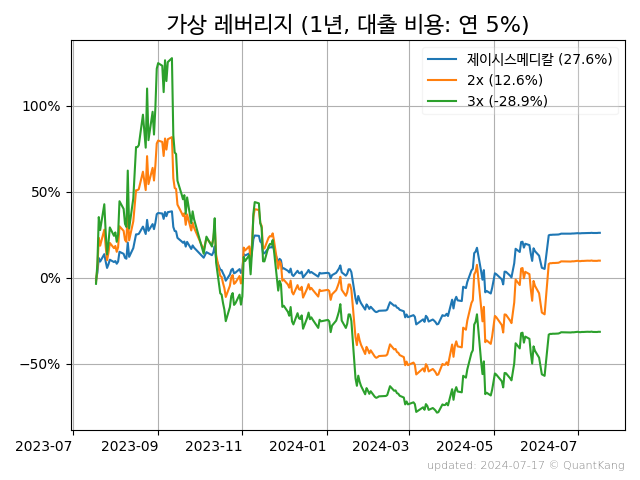 가상 레버리지 (1년, 대출 비용: 연 5%)
제이시스메디칼 (27.6%)
2x (12.6%)
3x (-28.9%)
100%
50%
0%
−50%
2023-07 2023-09 2023-11 2024-01 2024-03 2024-05 2024-07
updated: 2024-07-17 © QuantKang